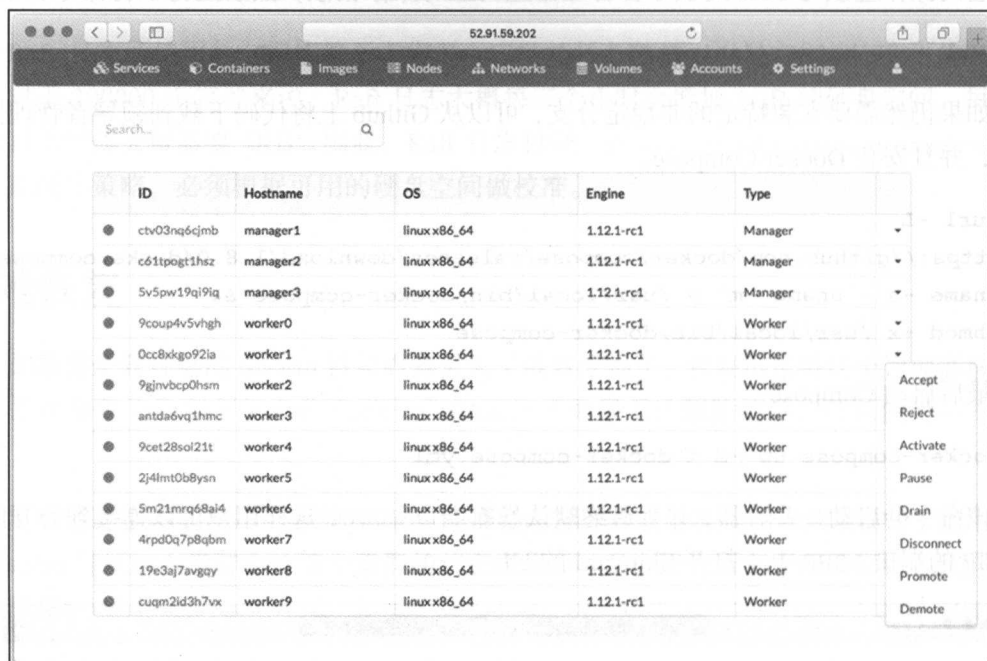 52.91.59.202
Services Containers Images Nodes Networks Volumes Accounts Settings
Search...
ID Hostname OS Engine Type
ctv03nq6cjmb manager1 linux x86_64 1.12.1-rc1 Manager
c61tpogt1hsz manager2 linux x86_64 1.12.1-rc1 Manager
5v5pw19qi9iq manager3 linux x86_64 1.12.1-rc1 Manager
9coup4v5vhgh worker0 linux x86_64 1.12.1-rc1 Worker
0cc8xkgo92ia worker1 linux x86_64 1.12.1-rc1 Worker
9gjnvbcp0hsm worker2 linux x86_64 1.12.1-rc1 Worker
Accept
antda6vq1hmc worker3 linux x86_64 1.12.1-rc1 Worker
Reject
9cet28sol21t worker4 linux x86_64 1.12.1-rc1 Worker
Activate
2j4lmt0b8ysn worker5 linux x86_64 1.12.1-rc1 Worker
Pause
5m21mrq68ai4 worker6 linux x86_64 1.12.1-rc1 Worker
Drain
4rpd0q7p8qbm worker7 linux x86_64 1.12.1-rc1 Worker
Disconnect
19e3aj7avgqy worker8 linux x86_64 1.12.1-rc1 Worker
Promote
cuqm2id3h7vx worker9 linux x86_64 1.12.1-rc1 Worker
Demote